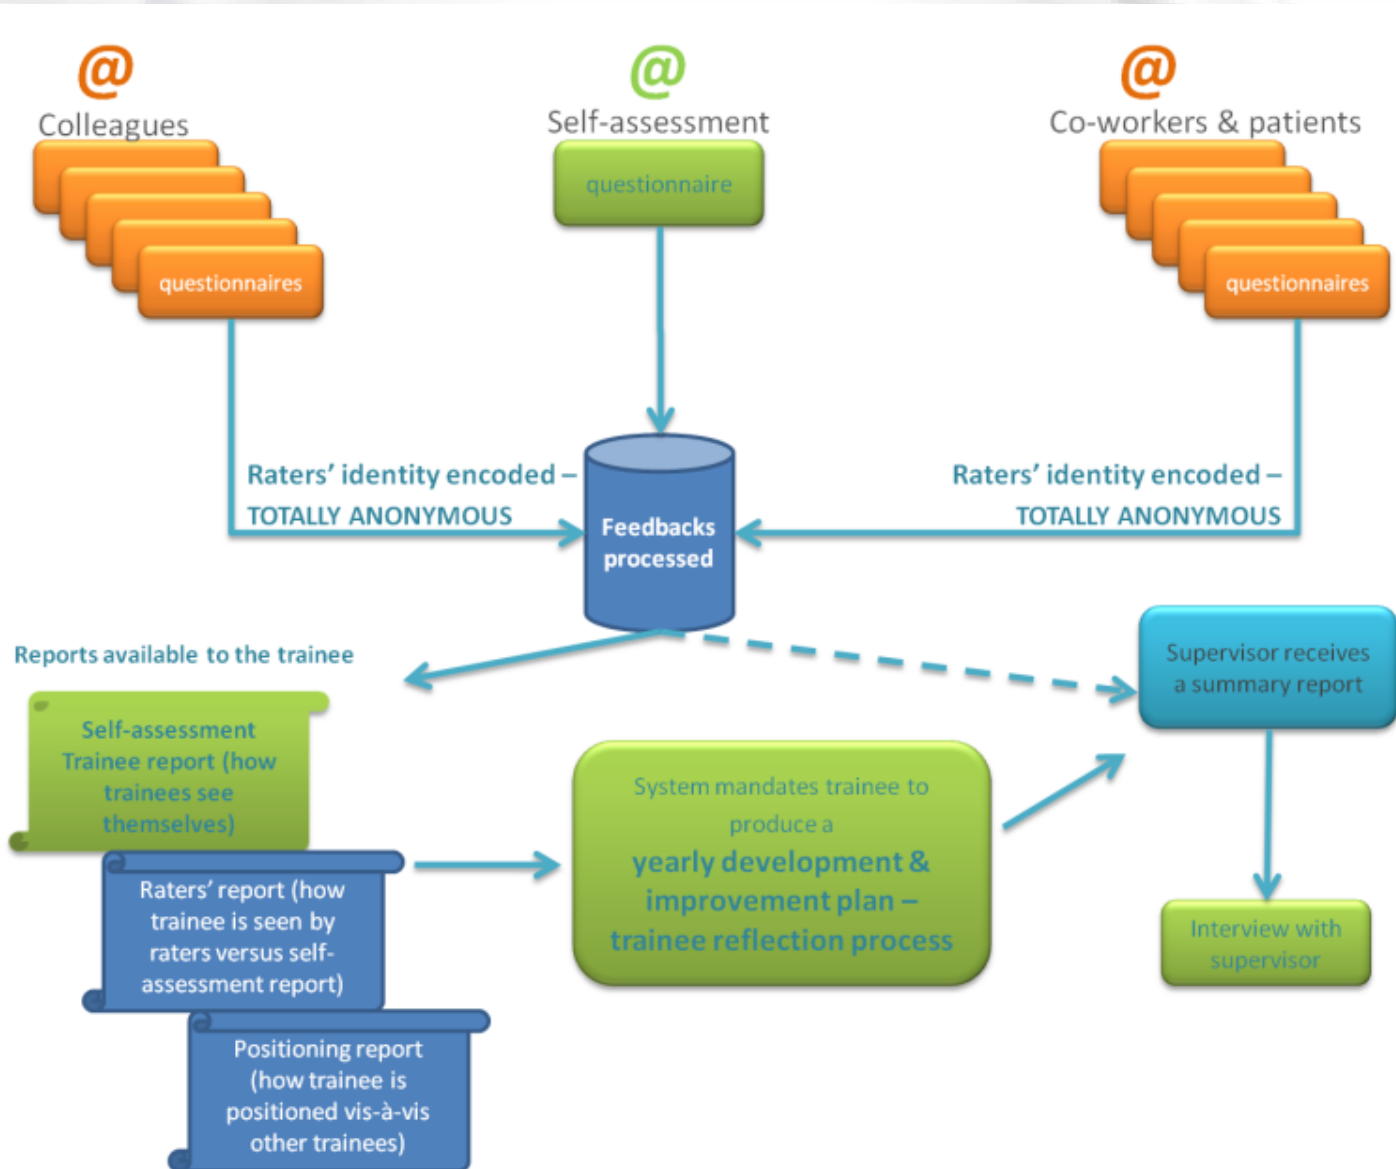 @
Colleagues
questionnaires
@
Self-assessment
questionnaire
@
Co-workers & patients
questionnaires
Raters’ identity encoded –
TOTALLY ANONYMOUS
Feedbacks
processed
Raters’ identity encoded –
TOTALLY ANONYMOUS
Reports available to the trainee
Self-assessment
Trainee report (how
trainees see
themselves)
Raters’ report (how
trainee is seen by
raters versus self-
assessment report)
Positioning report
(how trainee is
positioned vis-à-vis
other trainees)
System mandates trainee to
produce a
yearly development &
improvement plan –
trainee reflection process
Supervisor receives
a summary report
Interview with
supervisor